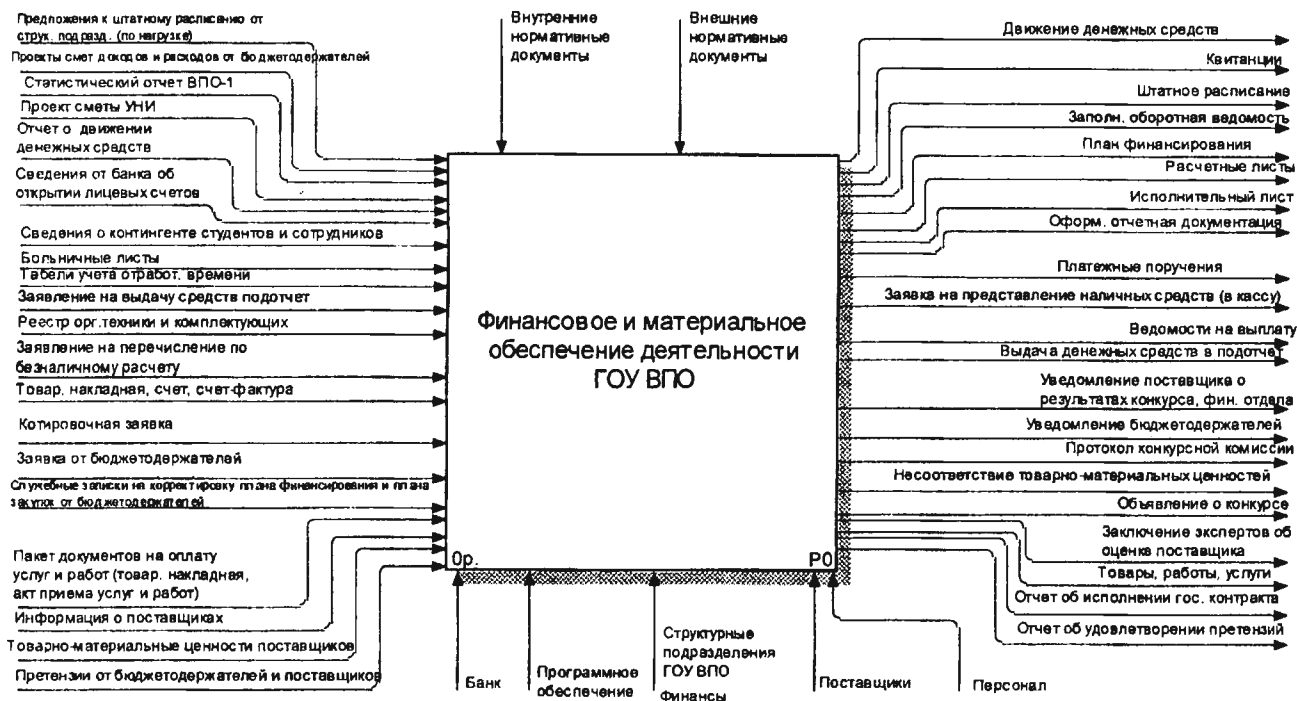 Предложения к штатному расписанию от
струк. подразд. (по нагрузке)
Проекты смет доходов и расходов от бюджетодержателей
Статистический отчет ВПО-1
Проект сметы УНИ
Отчет о движении
денежных средств
Сведения от банка об
открытии лицевых счетов
Сведения о контингенте студентов и сотрудников
Больничные листы
Табели учета отработ. времени
Заявление на выдачу средств подотчет
Реестр орг.техники и комплектующих
Заявление на перечисление по
безналичному расчету
Товар. накладная, счет, счет-фактура
Котировочная заявка
Заявка от бюджетодержателей
Служебные записки на корректировку плана финансирования и плана
закупок от бюджетодержателей
Пакет документов на оплату
услуг и работ (товар. накладная,
акт приема услуг и работ)
Информация о поставщиках
Товарно-материальные ценности поставщиков
Претензии от бюджетодержателей и поставщиков
Внутренние
нормативные
документы
Внешние
нормативные
документы
Финансовое и материальное
обеспечение деятельности
ГОУ ВПО
0р.
P0
Банк
Программное
обеспечение
Структурные
подразделения
ГОУ ВПО
Финансы
Поставщики
Персонал
Движение денежных средств
Квитанции
Штатное расписание
Заполн. оборотная ведомость
План финансирования
Расчетные листы
Исполнительный лист
Оформ. отчетная документация
Платежные поручения
Заявка на представление наличных средств (в кассу)
Ведомости на выплату
Выдача денежных средств в подотчет
Уведомление поставщика о
результатах конкурса, фин. отдела
Уведомление бюджетодержателей
Протокол конкурсной комиссии
Несоответствие товарно-материальных ценностей
Объявление о конкурсе
Заключение экспертов об
оценке поставщика
Товары, работы, услуги
Отчет об исполнении гос. контракта
Отчет об удовлетворении претензий